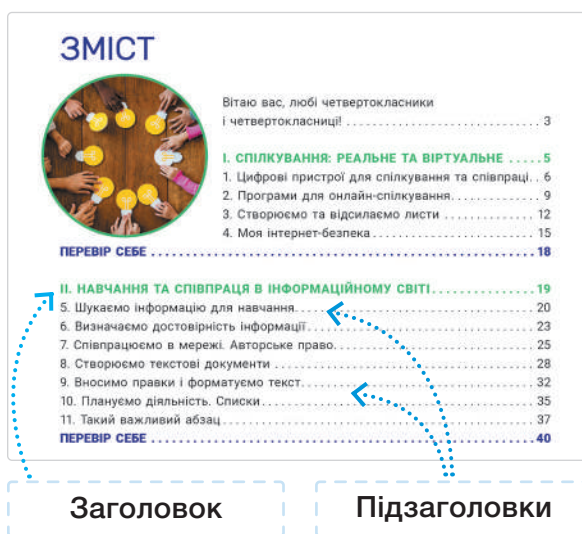 ЗМІСТ
Вітаю вас, любі четвертокласники
і четвертокласниці! .......................... 3
І. СПІЛКУВАННЯ: РЕАЛЬНЕ ТА ВІРТУАЛЬНЕ .....5
1. Цифрові пристрої для спілкування та співпраці. . 6
2. Програми для онлайн-спілкування. ............ 9
3. Створюємо та відсилаємо листи ............. 12
4. Моя інтернет-безпека ..................... 15
ПЕРЕВІР СЕБЕ ..................................... 18
ІІ. НАВЧАННЯ ТА СПІВПРАЦЯ В ІНФОРМАЦІЙНОМУ СВІТІ ............ 19
5. Шукаємо інформацію для навчання. .................. 20
6. Визначаємо достовірність інформації ................. 23
7. Співпрацюємо в мережі. Авторське право. ............. 25
8. Створюємо текстові документи ..................... 28
9. Вносимо правки і форматуємо текст. ................. 32
10. Плануємо діяльність. Списки ....................... 35
11. Такий важливий абзац ............................ 37
ПЕРЕВІР СЕБЕ ..................................... 40
Заголовок
Підзаголовки